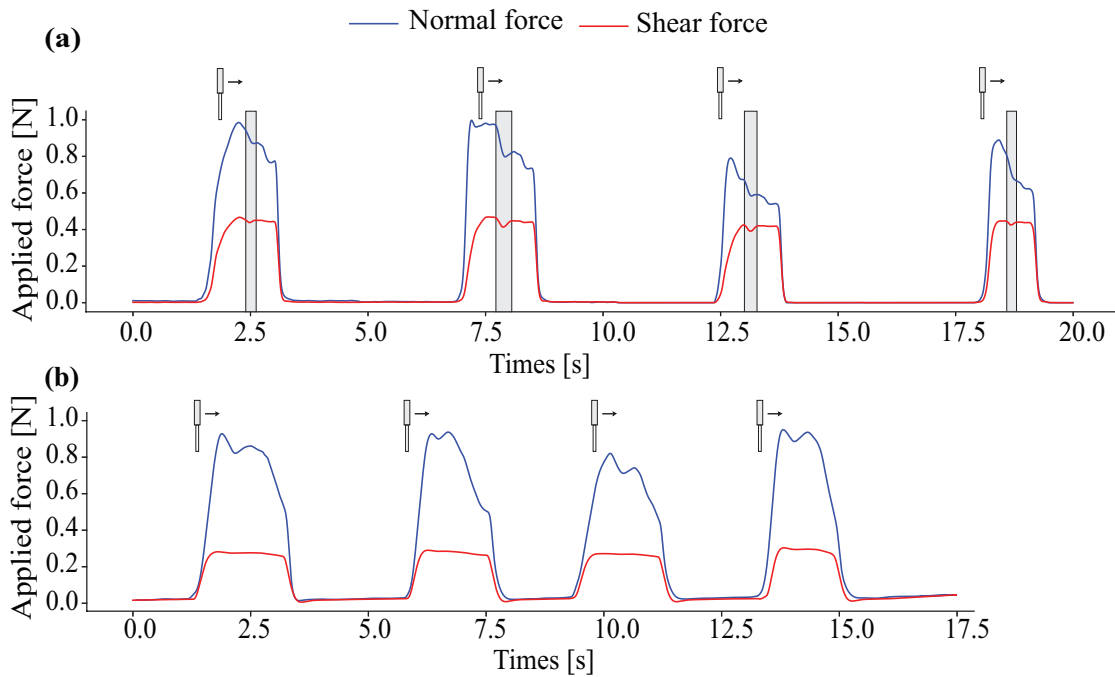 Normal force Shear force
(a)
Applied force [N]
1.0
0.8
0.6
0.4
0.2
0.0
0.0 2.5 5.0 7.5 10.0 12.5 15.0 17.5 20.0
Times [s]
(b)
Applied force [N]
1.0
0.8
0.6
0.4
0.2
0.0
0.0 2.5 5.0 7.5 10.0 12.5 15.0 17.5
Times [s]